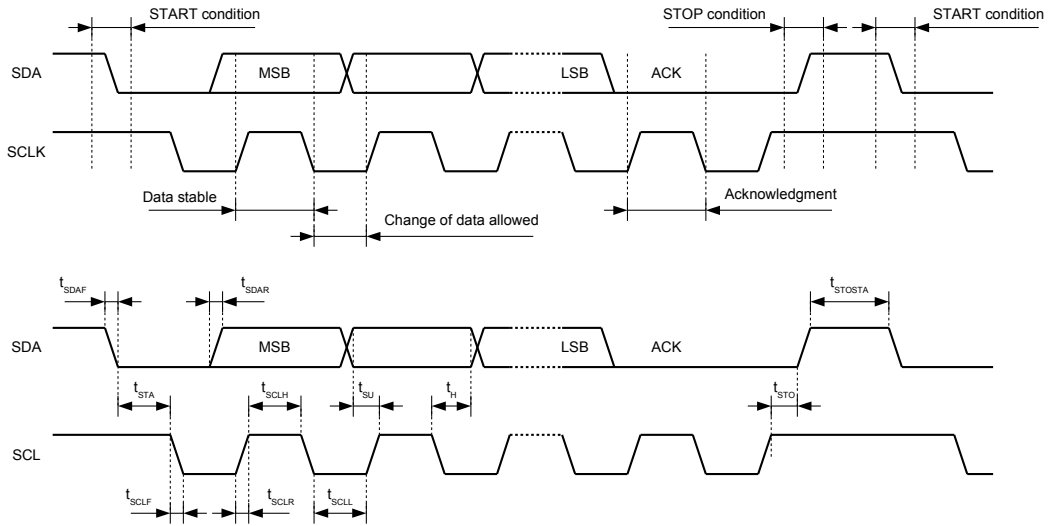 START condition
STOP condition
START condition
SDA
MSB
LSB
ACK
SCLK
Data stable
Change of data allowed
Acknowledgment
tSDAF
tSDAR
tSTOSTA
SDA
MSB
LSB
ACK
tSTA
tSCLH
tSU
tH
tSTO
SCL
tSCLF
tSCLR
tSCLL